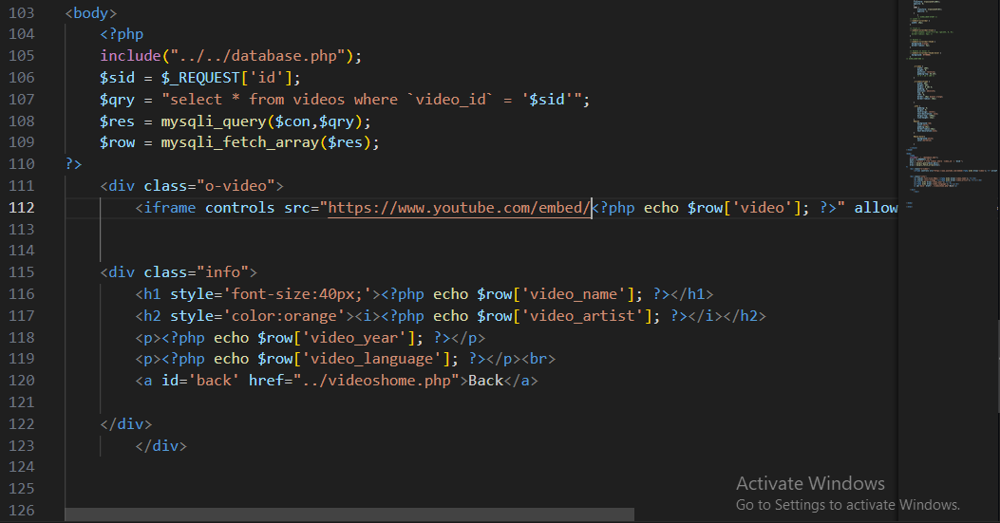 103 <body>
104 <?php
105 include("../../database.php");
106 $sid = $_REQUEST['id'];
107 $qry = "select * from videos where `video_id` = '$sid'";
108 $res = mysqli_query($con,$qry);
109 $row = mysqli_fetch_array($res);
110 ?>
111 <div class="o-video">
112 <iframe controls src="https://www.youtube.com/embed/<?php echo $row['video']; ?>" allow
113
114
115 <div class="info">
116 <h1 style='font-size:40px;'><?php echo $row['video_name']; ?></h1>
117 <h2 style='color:orange'><i><?php echo $row['video_artist']; ?></i></h2>
118 <p><?php echo $row['video_year']; ?></p>
119 <p><?php echo $row['video_language']; ?></p><br>
120 <a id='back' href="../videoshome.php">Back</a>
121
122 </div>
123 </div>
124
125
126
Activate Windows
Go to Settings to activate Windows.